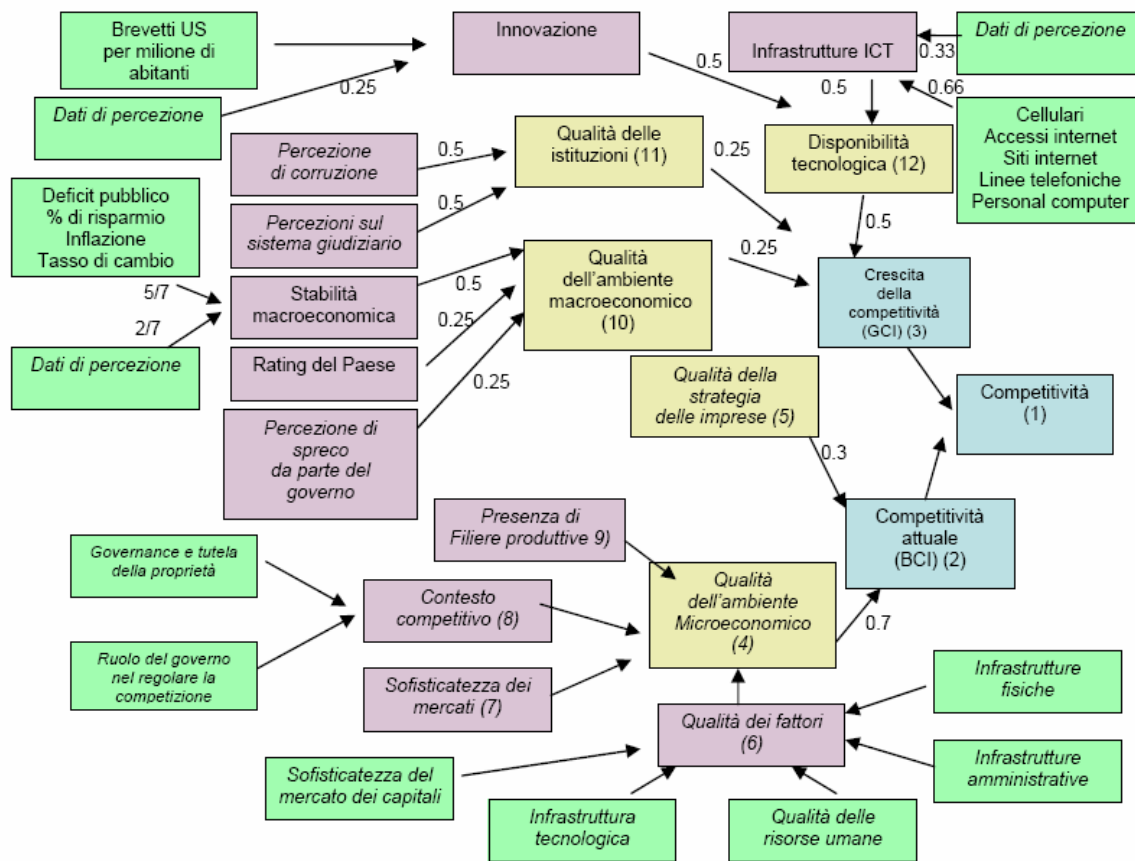 Brevetti US
per milione di
abitanti
Innovazione
Infrastrutture ICT
0.33
Dati di percezione
0.25
0.5
0.5
0.66
Dati di percezione
Percezione
di corruzione
0.5
Qualità delle
istituzioni (11)
0.25
Disponibilità
tecnologica (12)
Cellulari
Accessi internet
Siti internet
Linee telefoniche
Personal computer
Deficit pubblico
% di risparmio
Inflazione
Tasso di cambio
Percezioni sul
sistema giudiziario
0.5
0.5
5/7
2/7
Stabilità
macroeconomica
0.5
Qualità
dell'ambiente
macroeconomico
(10)
0.25
Crescita
della
competitività
(GCI) (3)
Dati di percezione
Rating del Paese
0.25
0.25
Qualità della
strategia
delle imprese (5)
Competitività
(1)
Percezione di
spreco
da parte del
governo
0.3
Presenza di
Filiere produttive 9)
Competitività
attuale
(BCI) (2)
Governance e tutela
della proprietà
Contesto
competitivo (8)
Qualità
dell'ambiente
Microeconomico
(4)
0.7
Ruolo del governo
nel regolare la
competizione
Sofisticatezza dei
mercati (7)
Infrastrutture
fisiche
Qualità dei fattori
(6)
Sofisticatezza del
mercato dei capitali
Infrastrutture
amministrative
Infrastruttura
tecnologica
Qualità delle
risorse umane